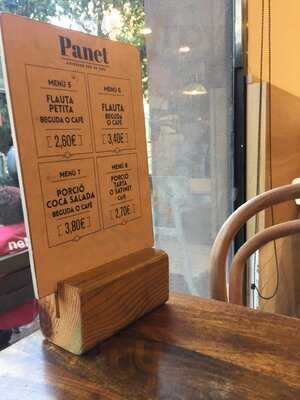 Panet
MENÚ 5
FLAUTA
PETITA
BEGUDA O CAFÈ
2,60€
MENÚ 6
FLAUTA
BEGUDA
O CAFÈ
3,40€
MENÚ 7
PORCIÓ
COCA SALADA
BEGUDA O CAFÈ
3,80€
MENÚ 8
PORCIÓ
TARTA
O SAFINET
CAFÈ
2,70€